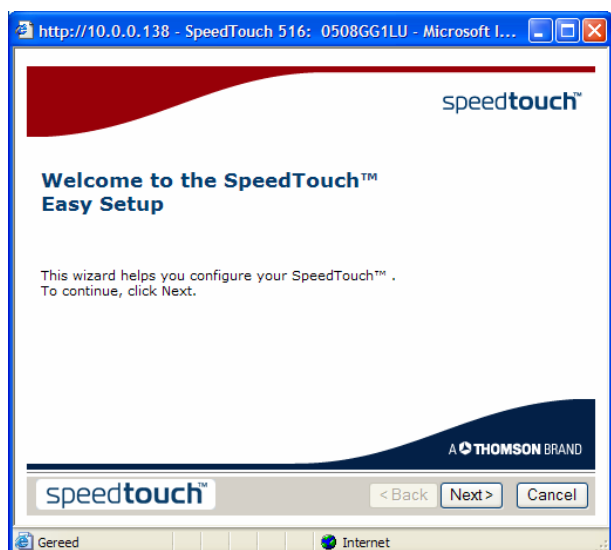 http://10.0.0.138 - SpeedTouch 516: 0508GG1LU - Microsoft I...
speedtouch™
Welcome to the SpeedTouch™
Easy Setup
This wizard helps you configure your SpeedTouch™ .
To continue, click Next.
A THOMSON BRAND
speedtouch™
< Back Next > Cancel
Gereed Internet